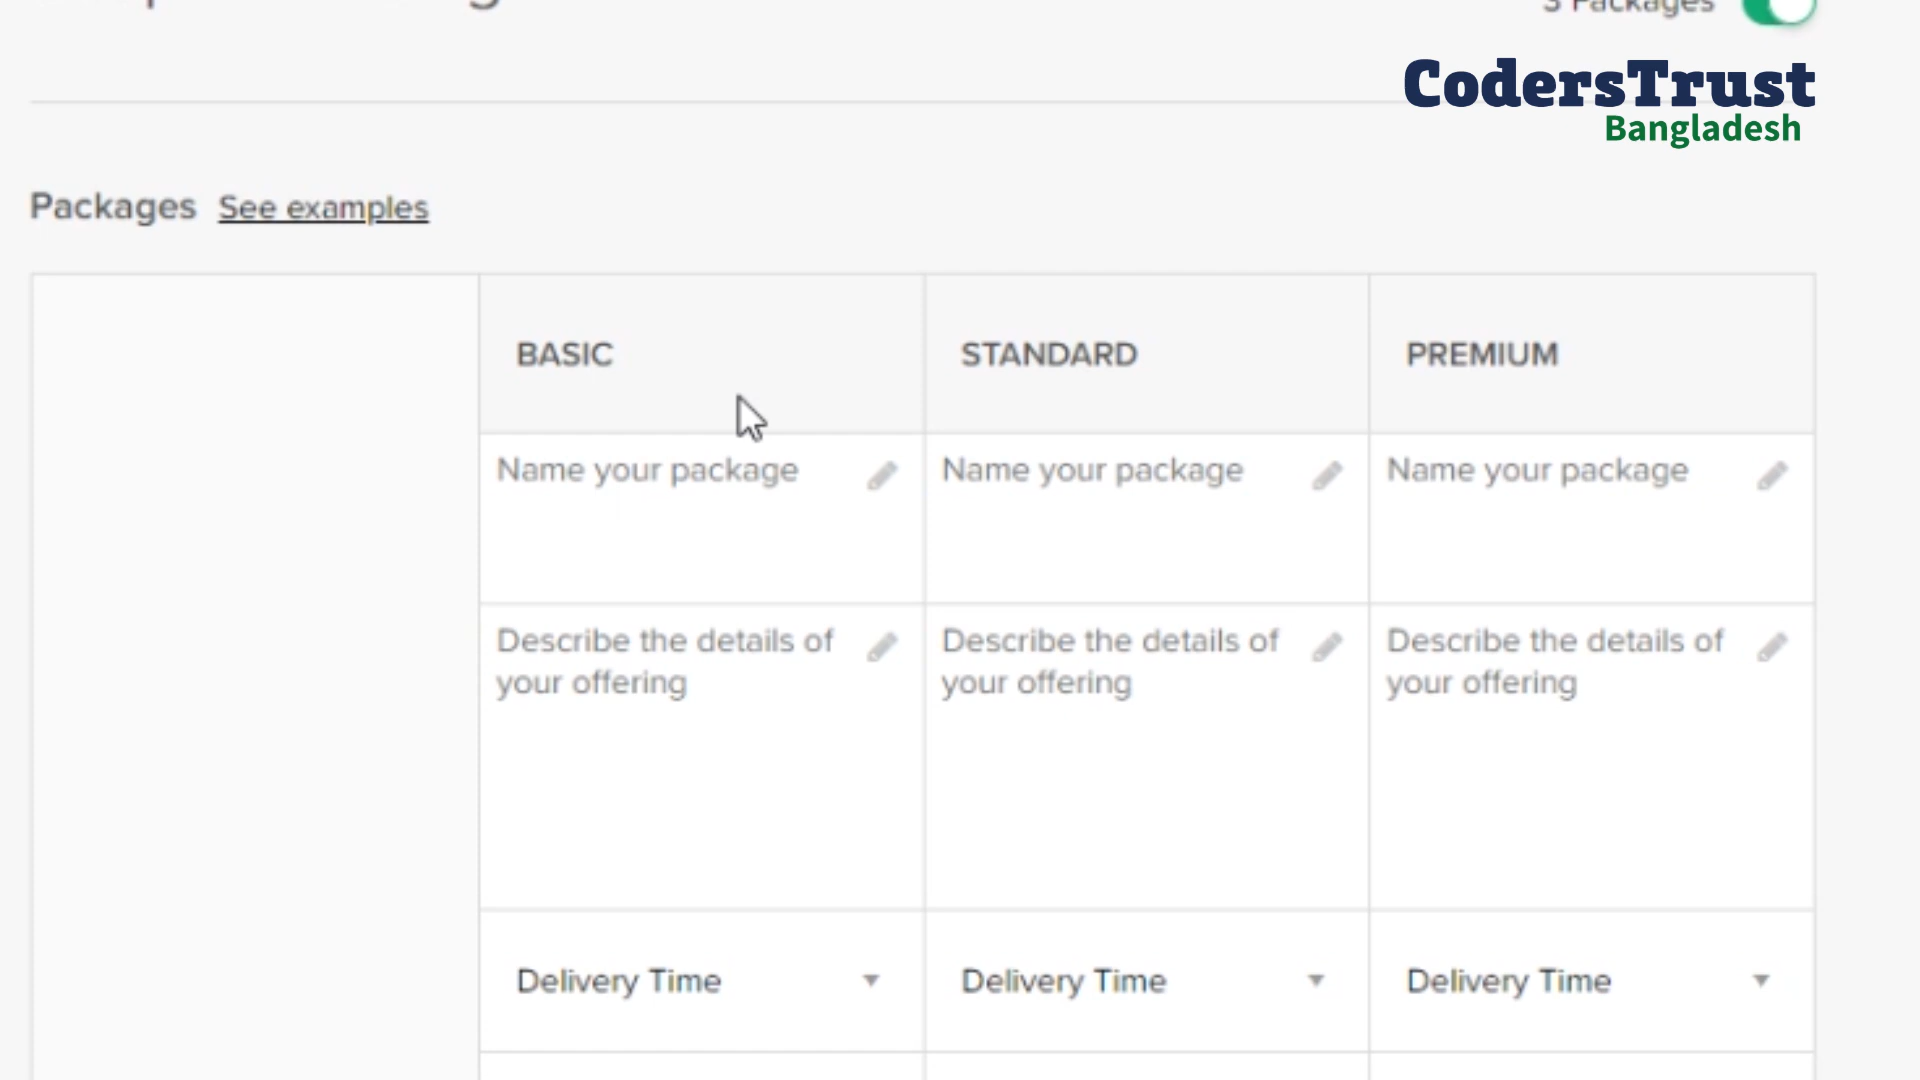 3 Packages
CodersTrust
Bangladesh
Packages See examples
BASIC STANDARD PREMIUM
Name your package Name your package Name your package
Describe the details of your offering Describe the details of your offering Describe the details of your offering
Delivery Time Delivery Time Delivery Time